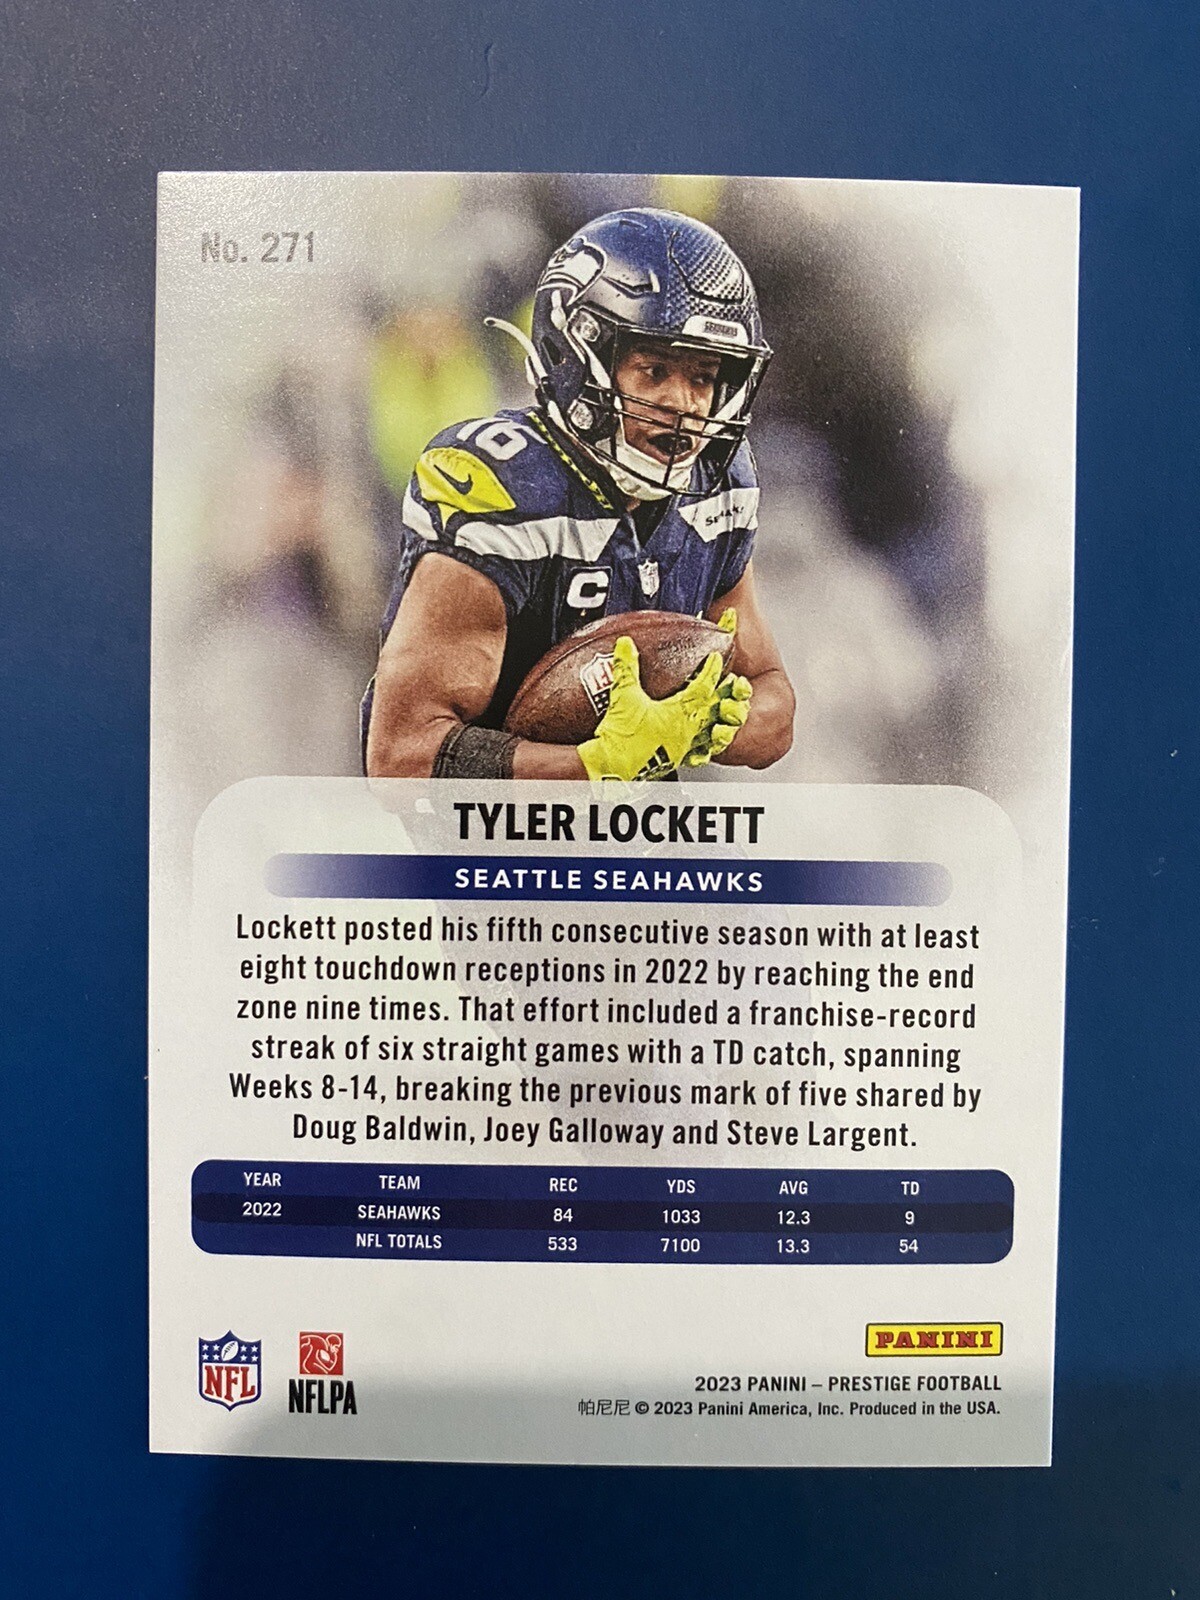 No. 271
16
C
NFL
TYLER LOCKETT
SEATTLE SEAHAWKS
Lockett posted his fifth consecutive season with at least
eight touchdown receptions in 2022 by reaching the end
zone nine times. That effort included a franchise-record
streak of six straight games with a TD catch, spanning
Weeks 8-14, breaking the previous mark of five shared by
Doug Baldwin, Joey Galloway and Steve Largent.
YEAR TEAM REC YDS AVG TD
2022 SEAHAWKS 84 1033 12.3 9
NFL TOTALS 533 7100 13.3 54
PANINI
NFL
NFLPA
2023 PANINI – PRESTIGE FOOTBALL
帕尼尼 © 2023 Panini America, Inc. Produced in the USA.